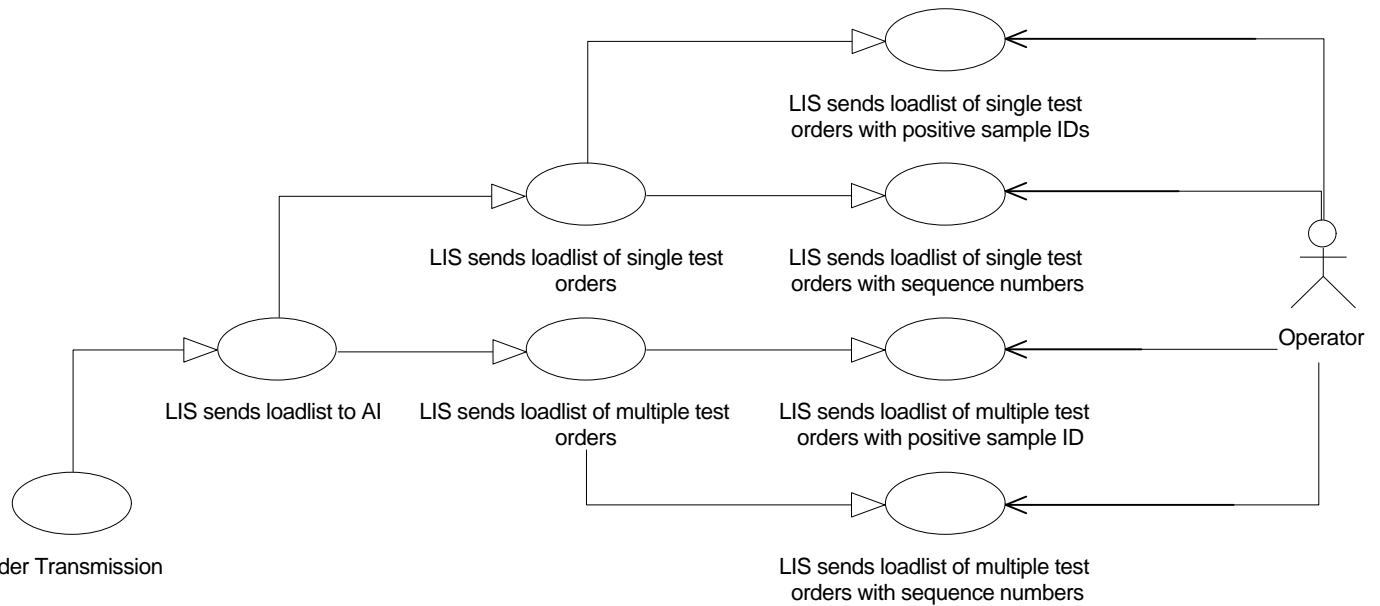 LIS sends loadlist of single test
orders with positive sample IDs
LIS sends loadlist of single test
orders
LIS sends loadlist of single test
orders with sequence numbers
Operator
LIS sends loadlist to AI
LIS sends loadlist of multiple test
orders
LIS sends loadlist of multiple test
orders with positive sample ID
der Transmission
LIS sends loadlist of multiple test
orders with sequence numbers